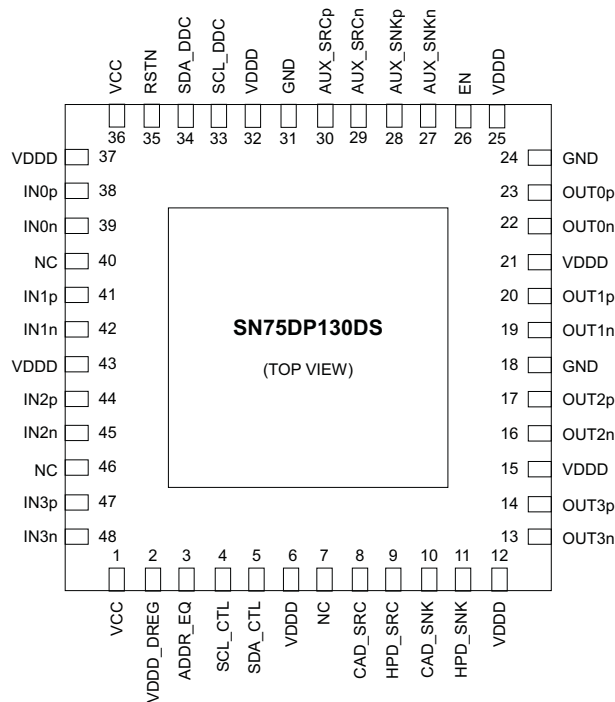 VCC
RSTN
SDA_DDC
SCL_DDC
VDDD
GND
AUX_SRCp
AUX_SRCn
AUX_SNKp
AUX_SNKn
EN
VDDD
36 35 34 33 32 31 30 29 28 27 26 25
VDDD 37
IN0p 38
IN0n 39
NC 40
IN1p 41
IN1n 42
VDDD 43
IN2p 44
IN2n 45
NC 46
IN3p 47
IN3n 48
SN75DP130DS
(TOP VIEW)
24 GND
23 OUT0p
22 OUT0n
21 VDDD
20 OUT1p
19 OUT1n
18 GND
17 OUT2p
16 OUT2n
15 VDDD
14 OUT3p
13 OUT3n
1 2 3 4 5 6 7 8 9 10 11 12
VCC
VDDD_DREG
ADDR_EQ
SCL_CTL
SDA_CTL
VDDD
NC
CAD_SRC
HPD_SRC
CAD_SNK
HPD_SNK
VDDD